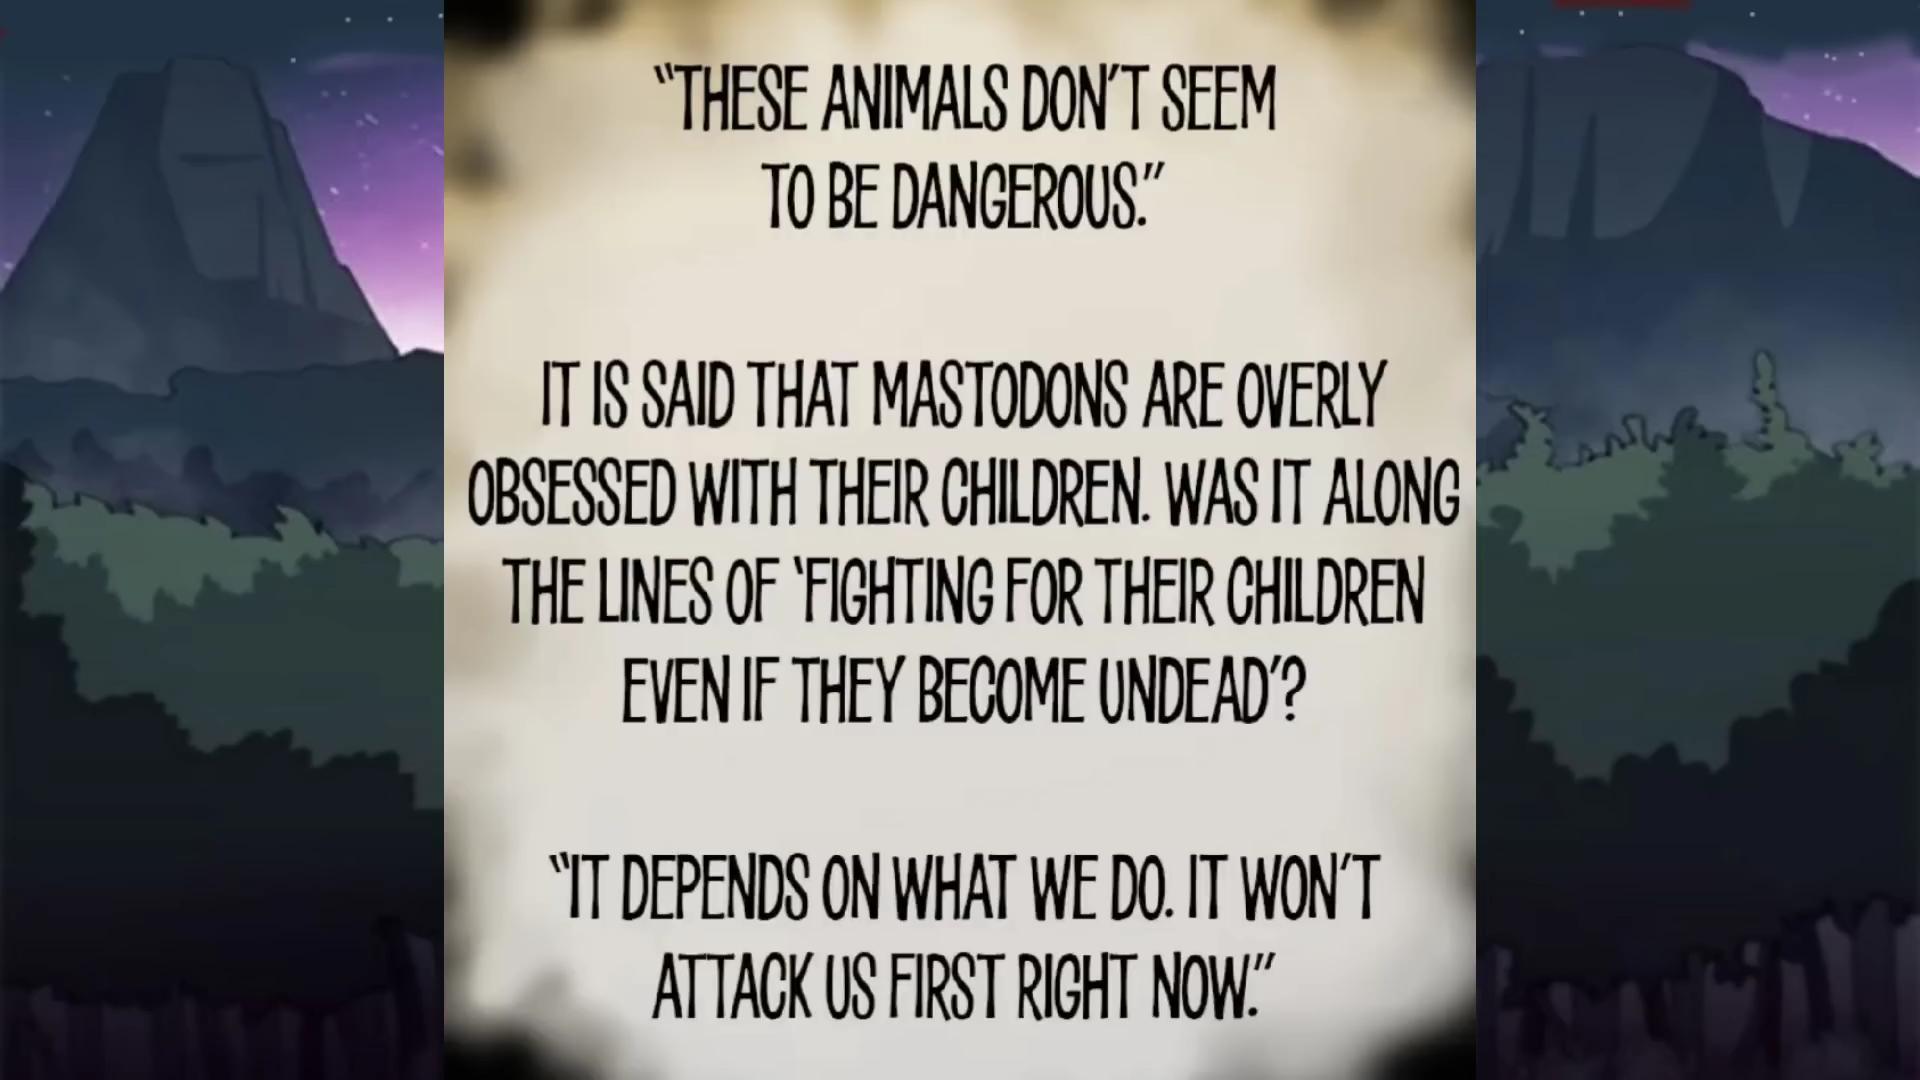 “THESE ANIMALS DON’T SEEM
TO BE DANGEROUS.”
IT IS SAID THAT MASTODONS ARE OVERLY
OBSESSED WITH THEIR CHILDREN. WAS IT ALONG
THE LINES OF ‘FIGHTING FOR THEIR CHILDREN
EVEN IF THEY BECOME UNDEAD’?
“IT DEPENDS ON WHAT WE DO. IT WON’T
ATTACK US FIRST RIGHT NOW.”